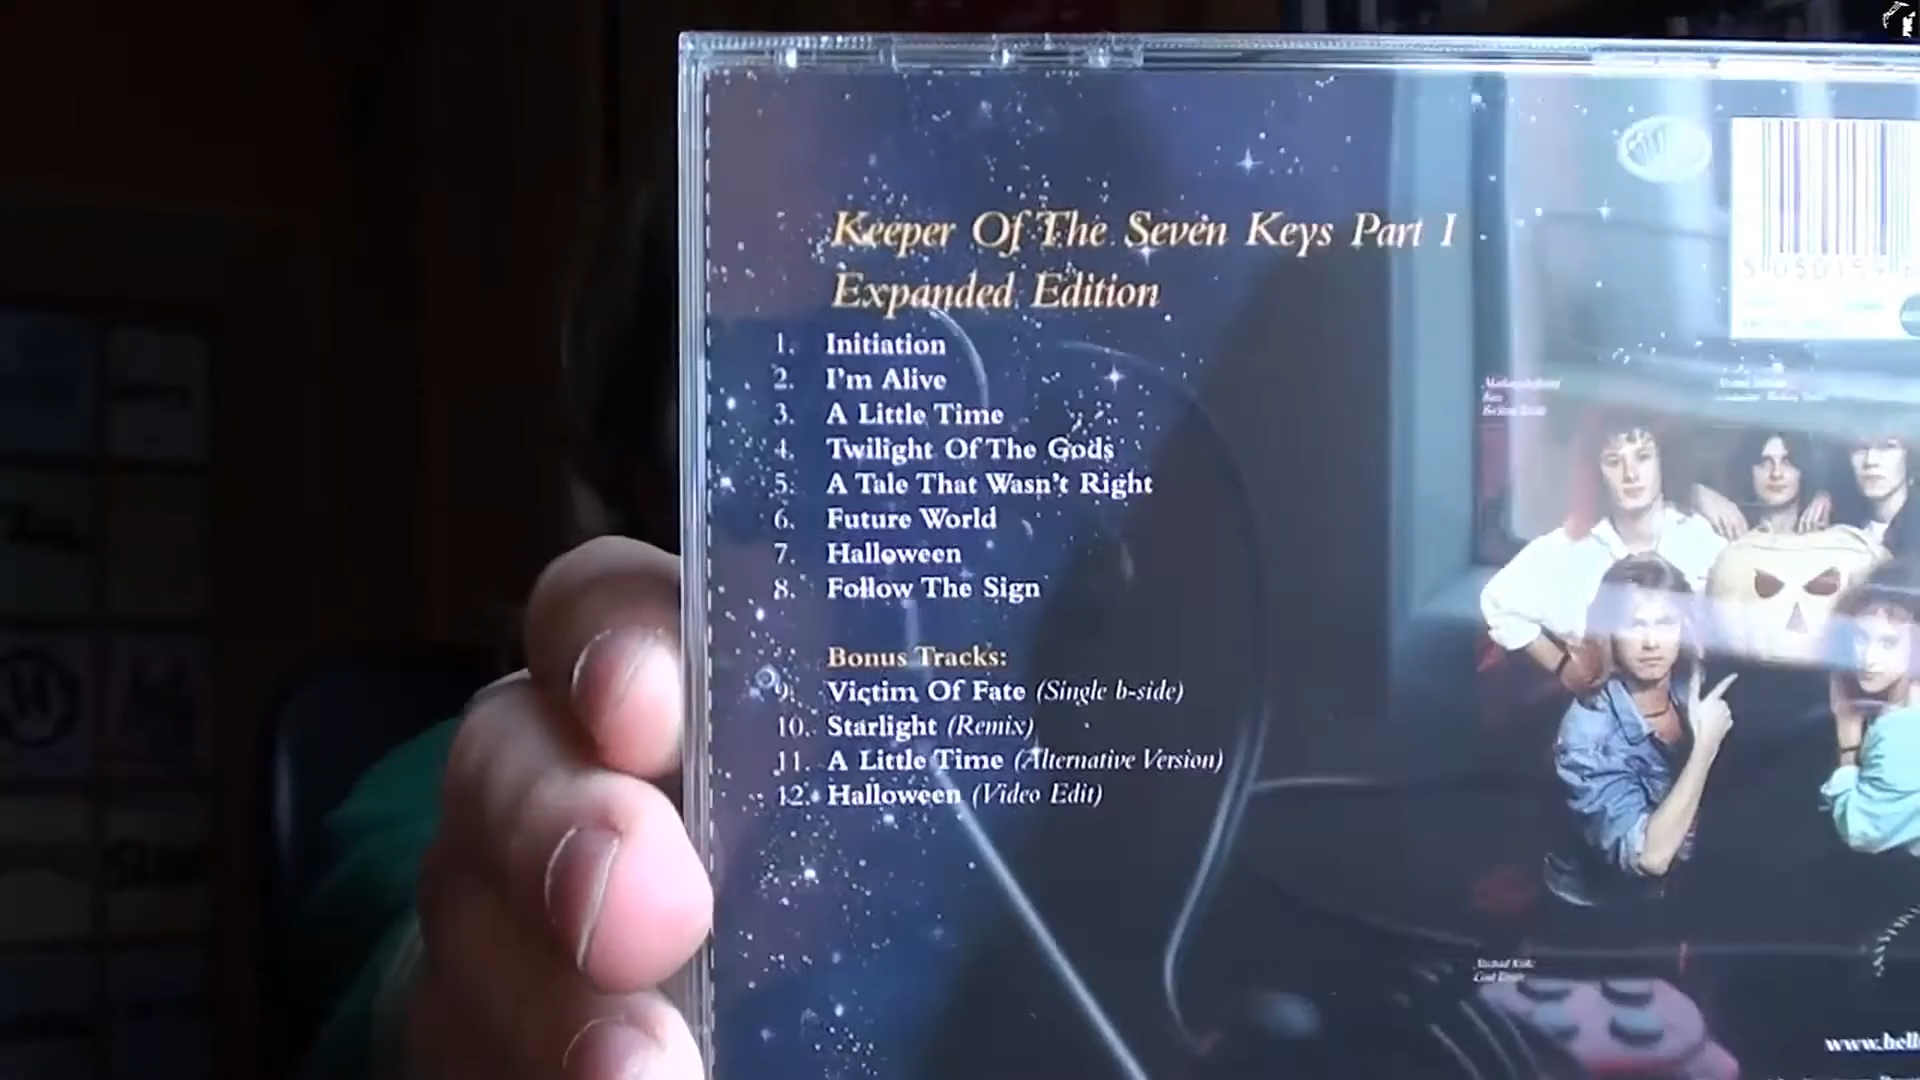 Keeper Of The Seven Keys Part I
Expanded Edition
1. Initiation
2. I'm Alive
3. A Little Time
4. Twilight Of The Gods
5. A Tale That Wasn't Right
6. Future World
7. Halloween
8. Follow The Sign
Bonus Tracks:
9. Victim Of Fate (Single b-side)
10. Starlight (Remix)
11. A Little Time (Alternative Version)
12. Halloween (Video Edit)
www.hell